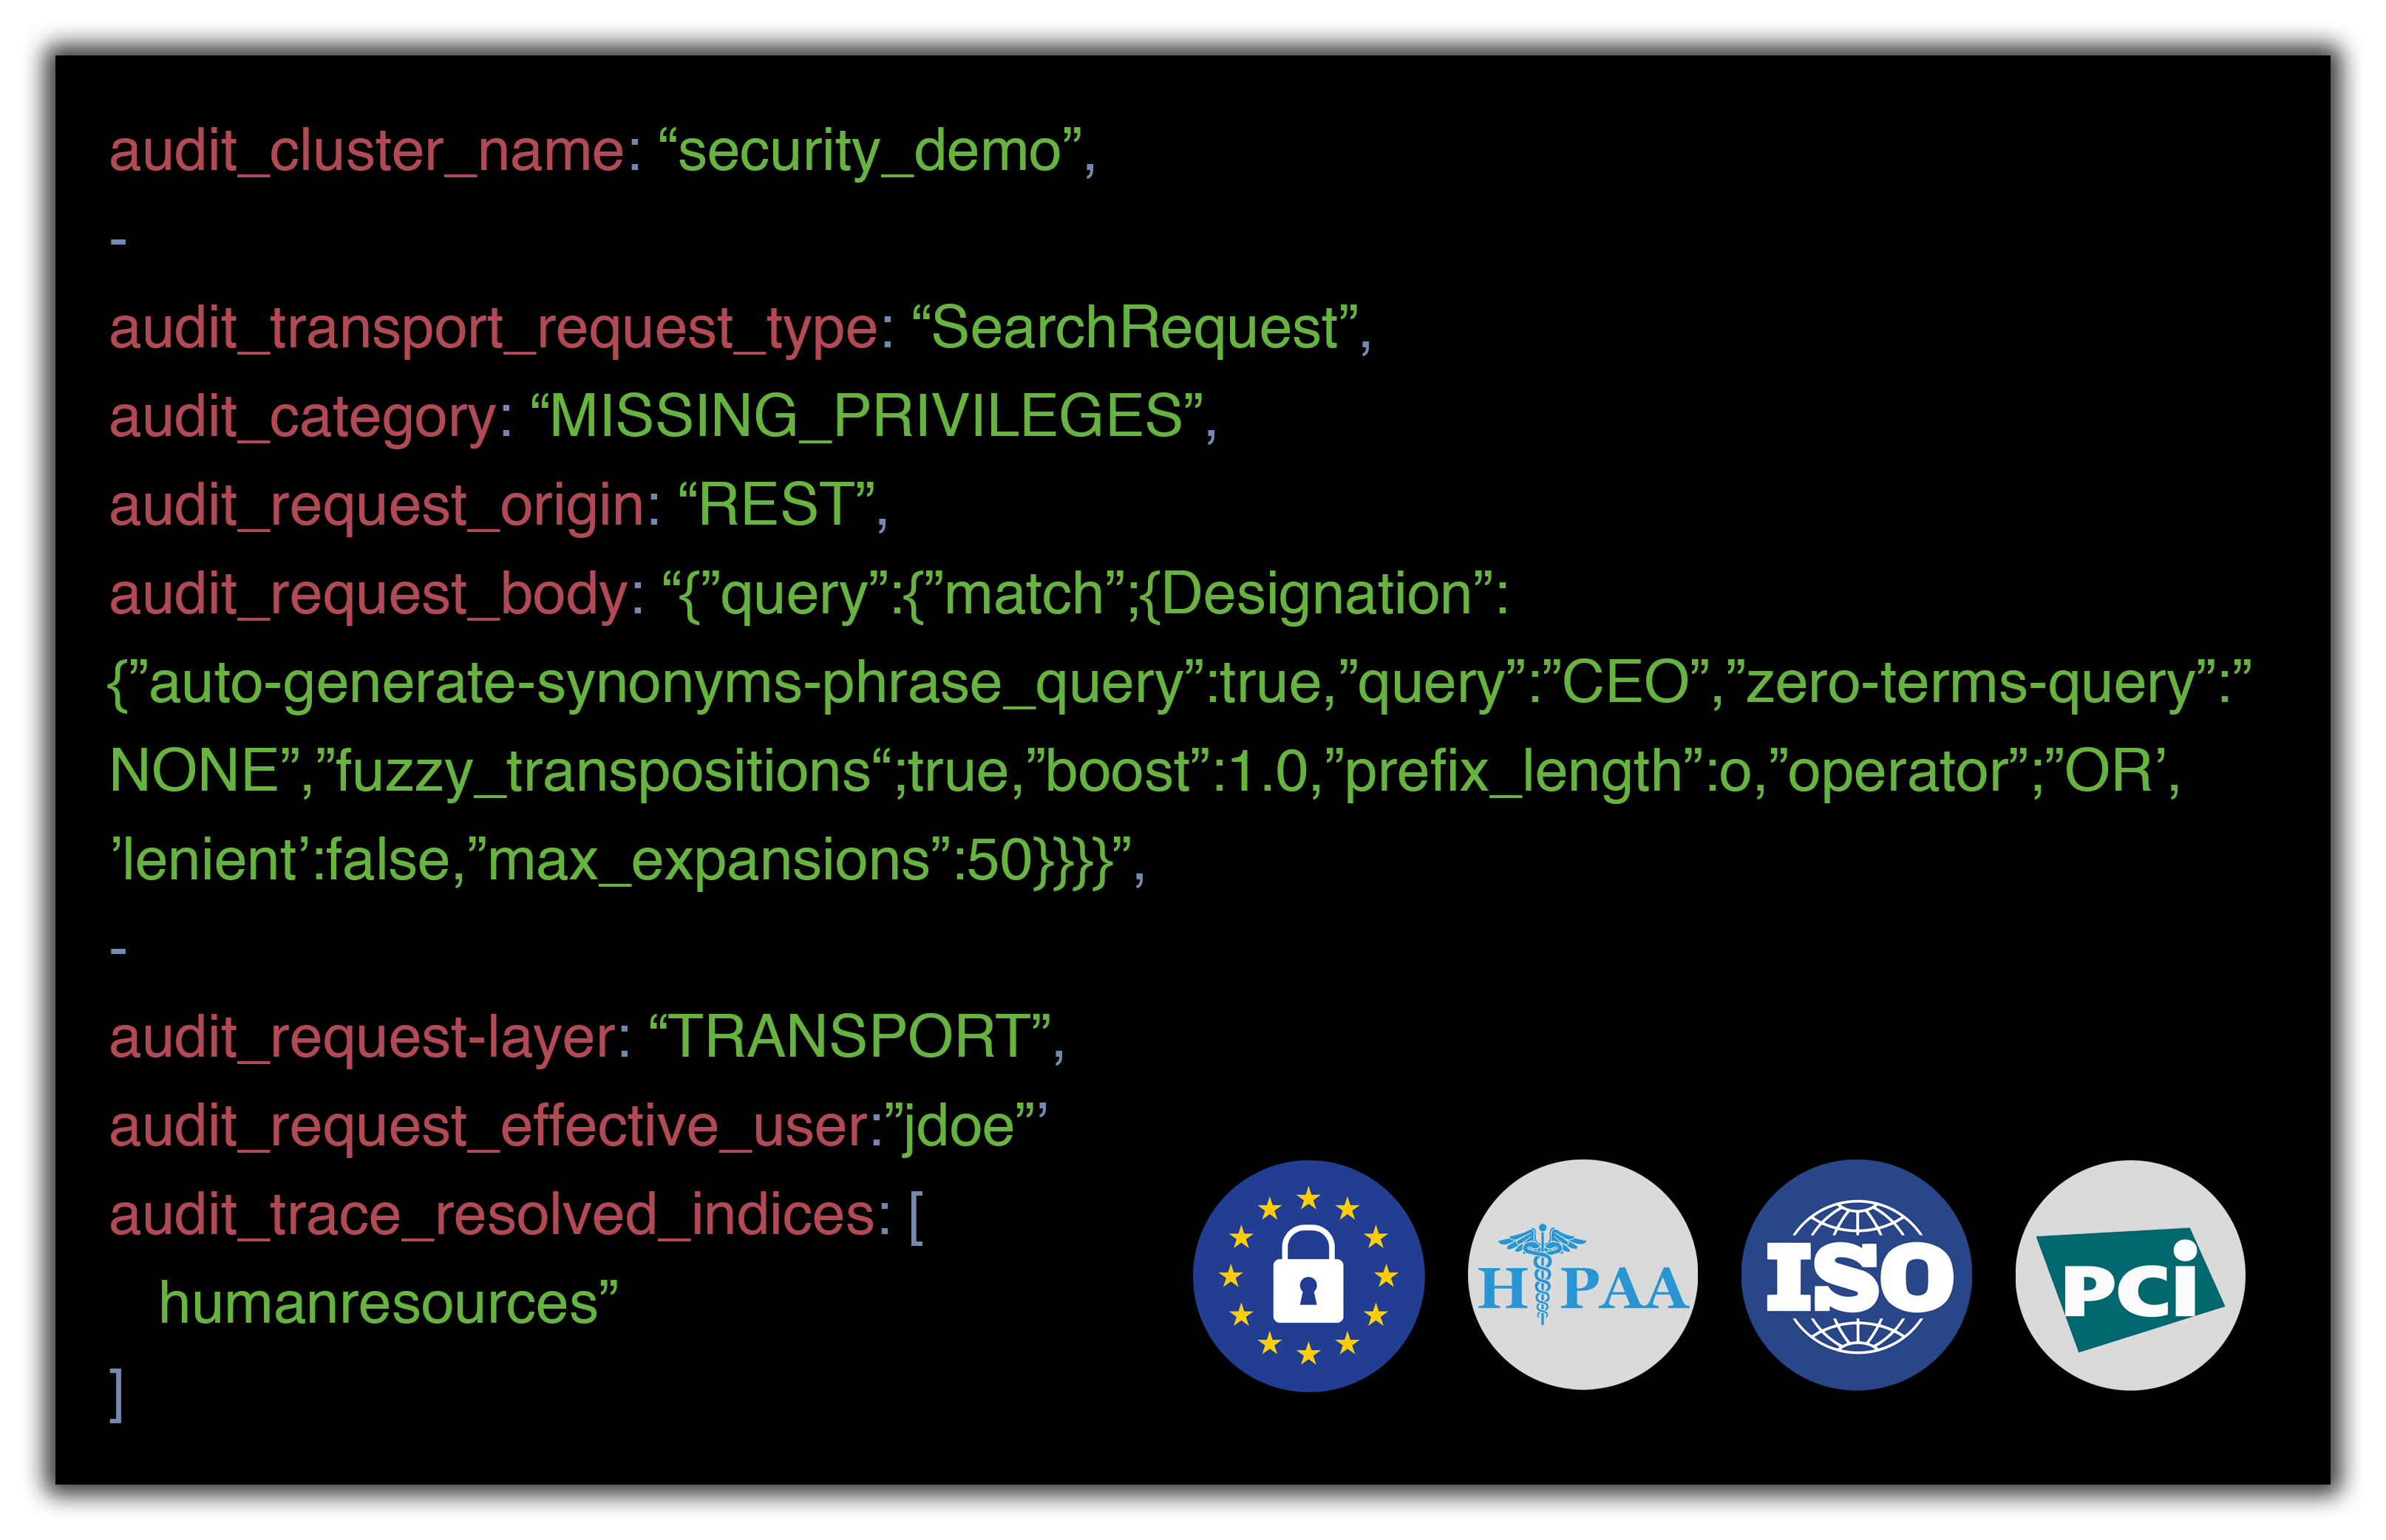 audit_cluster_name: “security_demo”,
-
audit_transport_request_type: “SearchRequest”,
audit_category: “MISSING_PRIVILEGES”,
audit_request_origin: “REST”,
audit_request_body: “{”query”:{”match”;{Designation”:
{”auto-generate-synonyms-phrase_query”:true,”query”:”CEO”,”zero-terms-query”:”
NONE”,”fuzzy_transpositions“;true,”boost”:1.0,”prefix_length”:o,”operator”;”OR’,
’lenient’:false,”max_expansions”:50}}}}”,
-
audit_request-layer: “TRANSPORT”,
audit_request_effective_user:”jdoe”’
audit_trace_resolved_indices: [
humanresources”
]
HIPAA
ISO
PCi